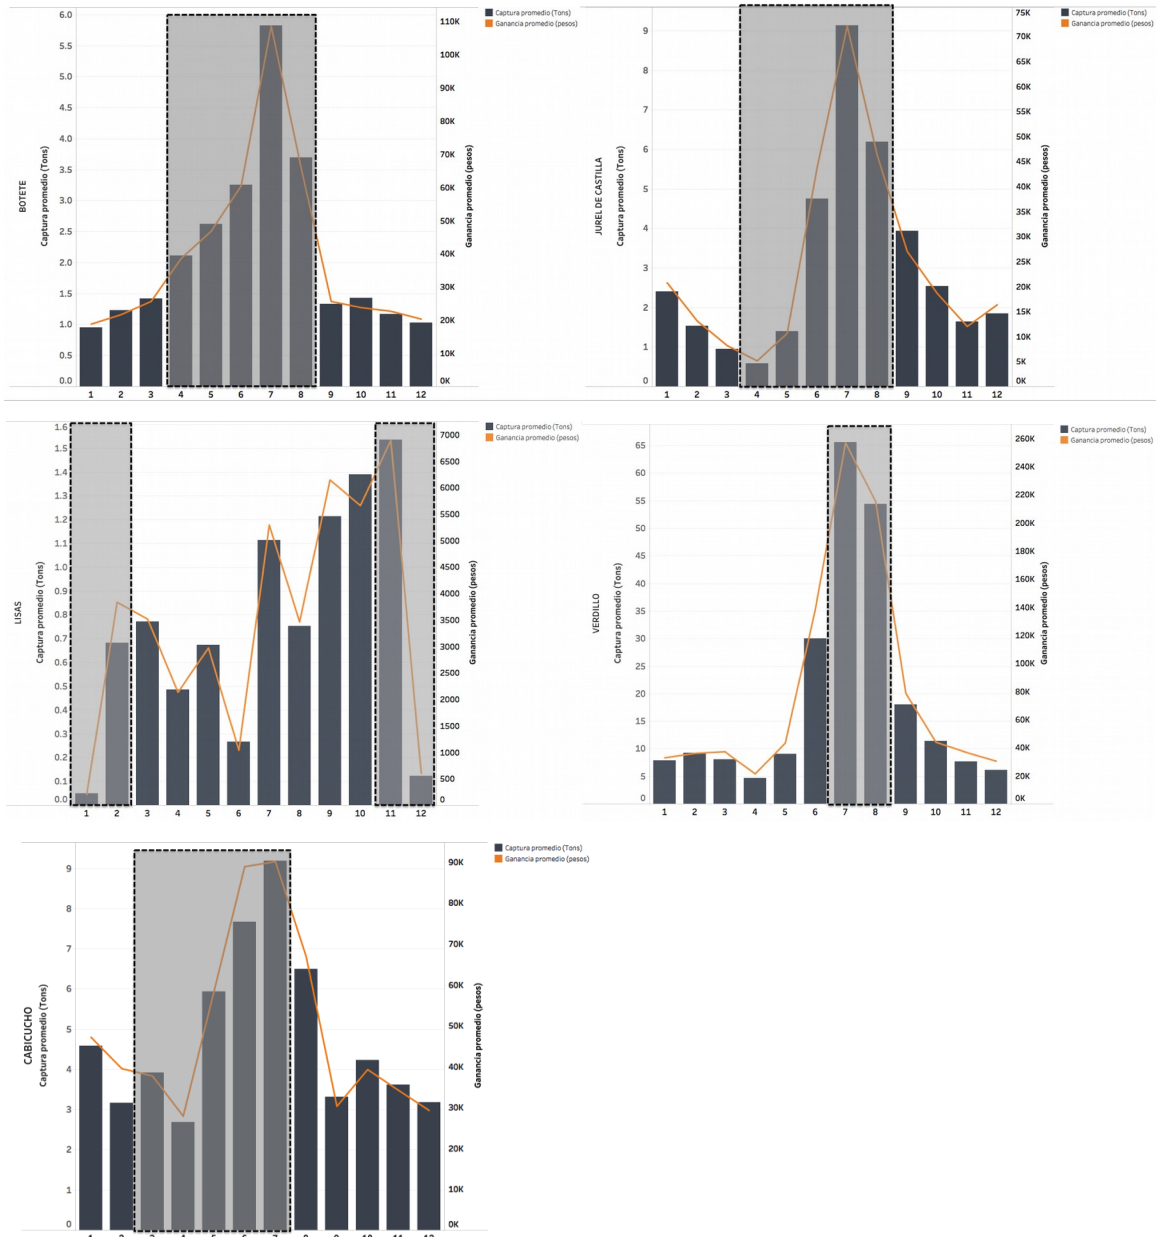 BOTETE
Captura promedio (Tons)
6.0
5.5
5.0
4.5
4.0
3.5
3.0
2.5
2.0
1.5
1.0
0.5
0.0
1 2 3 4 5 6 7 8 9 10 11 12
110K
100K
90K
80K
70K
60K
50K
40K
30K
20K
10K
0K
Ganancia promedio (pesos)
Captura promedio (Tons)
Ganancia promedio (pesos)
JUREL DE CASTILLA
Captura promedio (Tons)
9
8
7
6
5
4
3
2
1
0
1 2 3 4 5 6 7 8 9 10 11 12
75K
70K
65K
60K
55K
50K
45K
40K
35K
30K
25K
20K
15K
10K
5K
0K
Ganancia promedio (pesos)
Captura promedio (Tons)
Ganancia promedio (pesos)
LISAS
Captura promedio (Tons)
1.6
1.5
1.4
1.3
1.2
1.1
1.0
0.9
0.8
0.7
0.6
0.5
0.4
0.3
0.2
0.1
0.0
1 2 3 4 5 6 7 8 9 10 11 12
7000
6500
6000
5500
5000
4500
4000
3500
3000
2500
2000
1500
1000
500
0
Ganancia promedio (pesos)
Captura promedio (Tons)
Ganancia promedio (pesos)
VERDILLO
Captura promedio (Tons)
65
60
55
50
45
40
35
30
25
20
15
10
5
0
1 2 3 4 5 6 7 8 9 10 11 12
260K
240K
220K
200K
180K
160K
140K
120K
100K
80K
60K
40K
20K
0K
Ganancia promedio (pesos)
Captura promedio (Tons)
Ganancia promedio (pesos)
CABICUCHO
Captura promedio (Tons)
9
8
7
6
5
4
3
2
1
0
1 2 3 4 5 6 7 8 9 10 11 12
90K
80K
70K
60K
50K
40K
30K
20K
10K
0K
Ganancia promedio (pesos)
Captura promedio (Tons)
Ganancia promedio (pesos)